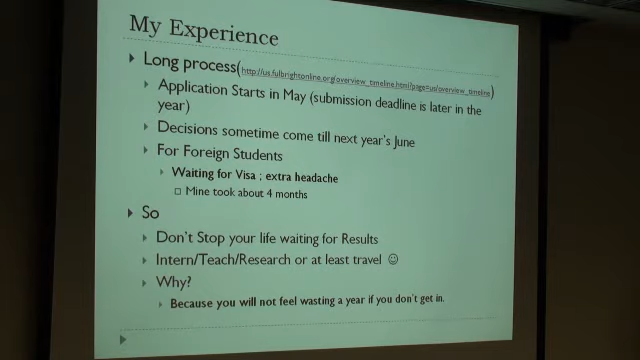 My Experience
Long process(http://us.fulbrightonline.org/overview_timeline.html?page=us/overview_timeline)
Application Starts in May (submission deadline is later in the
year)
Decisions sometime come till next year's June
For Foreign Students
Waiting for Visa ; extra headache
Mine took about 4 months
So
Don't Stop your life waiting for Results
Intern/Teach/Research or at least travel ☺
Why?
Because you will not feel wasting a year if you don't get in.